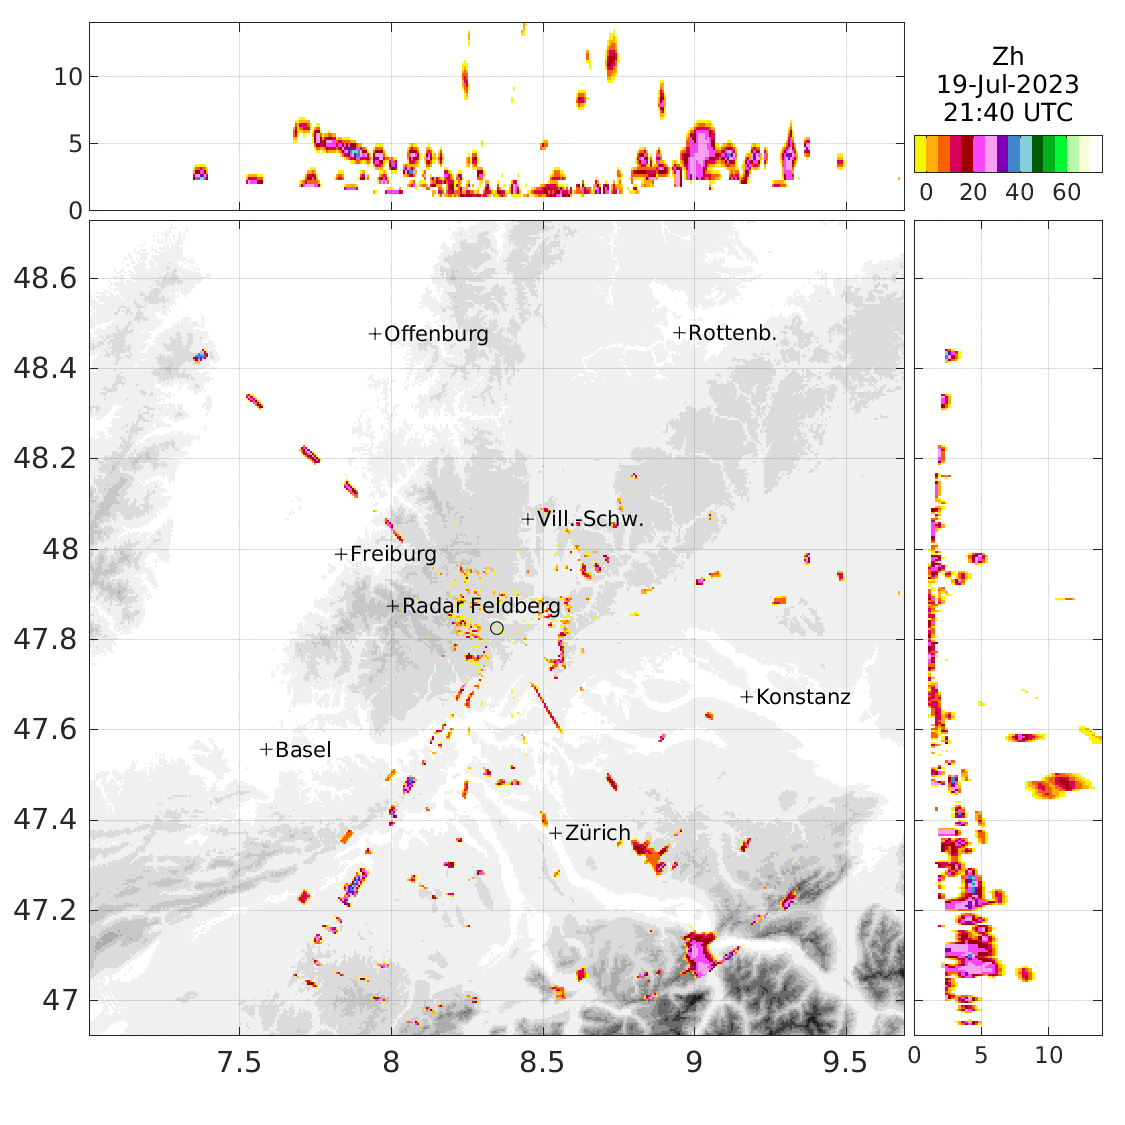 Zh
19-Jul-2023
21:40 UTC
10
5
0
0 20 40 60
48.6
48.4
48.2
48
47.8
47.6
47.4
47.2
47
+Offenburg
+Rottenb.
+Vill.-Schw.
+Freiburg
+Radar Feldberg
+Konstanz
+Basel
+Zürich
7.5 8 8.5 9 9.5
0 5 10